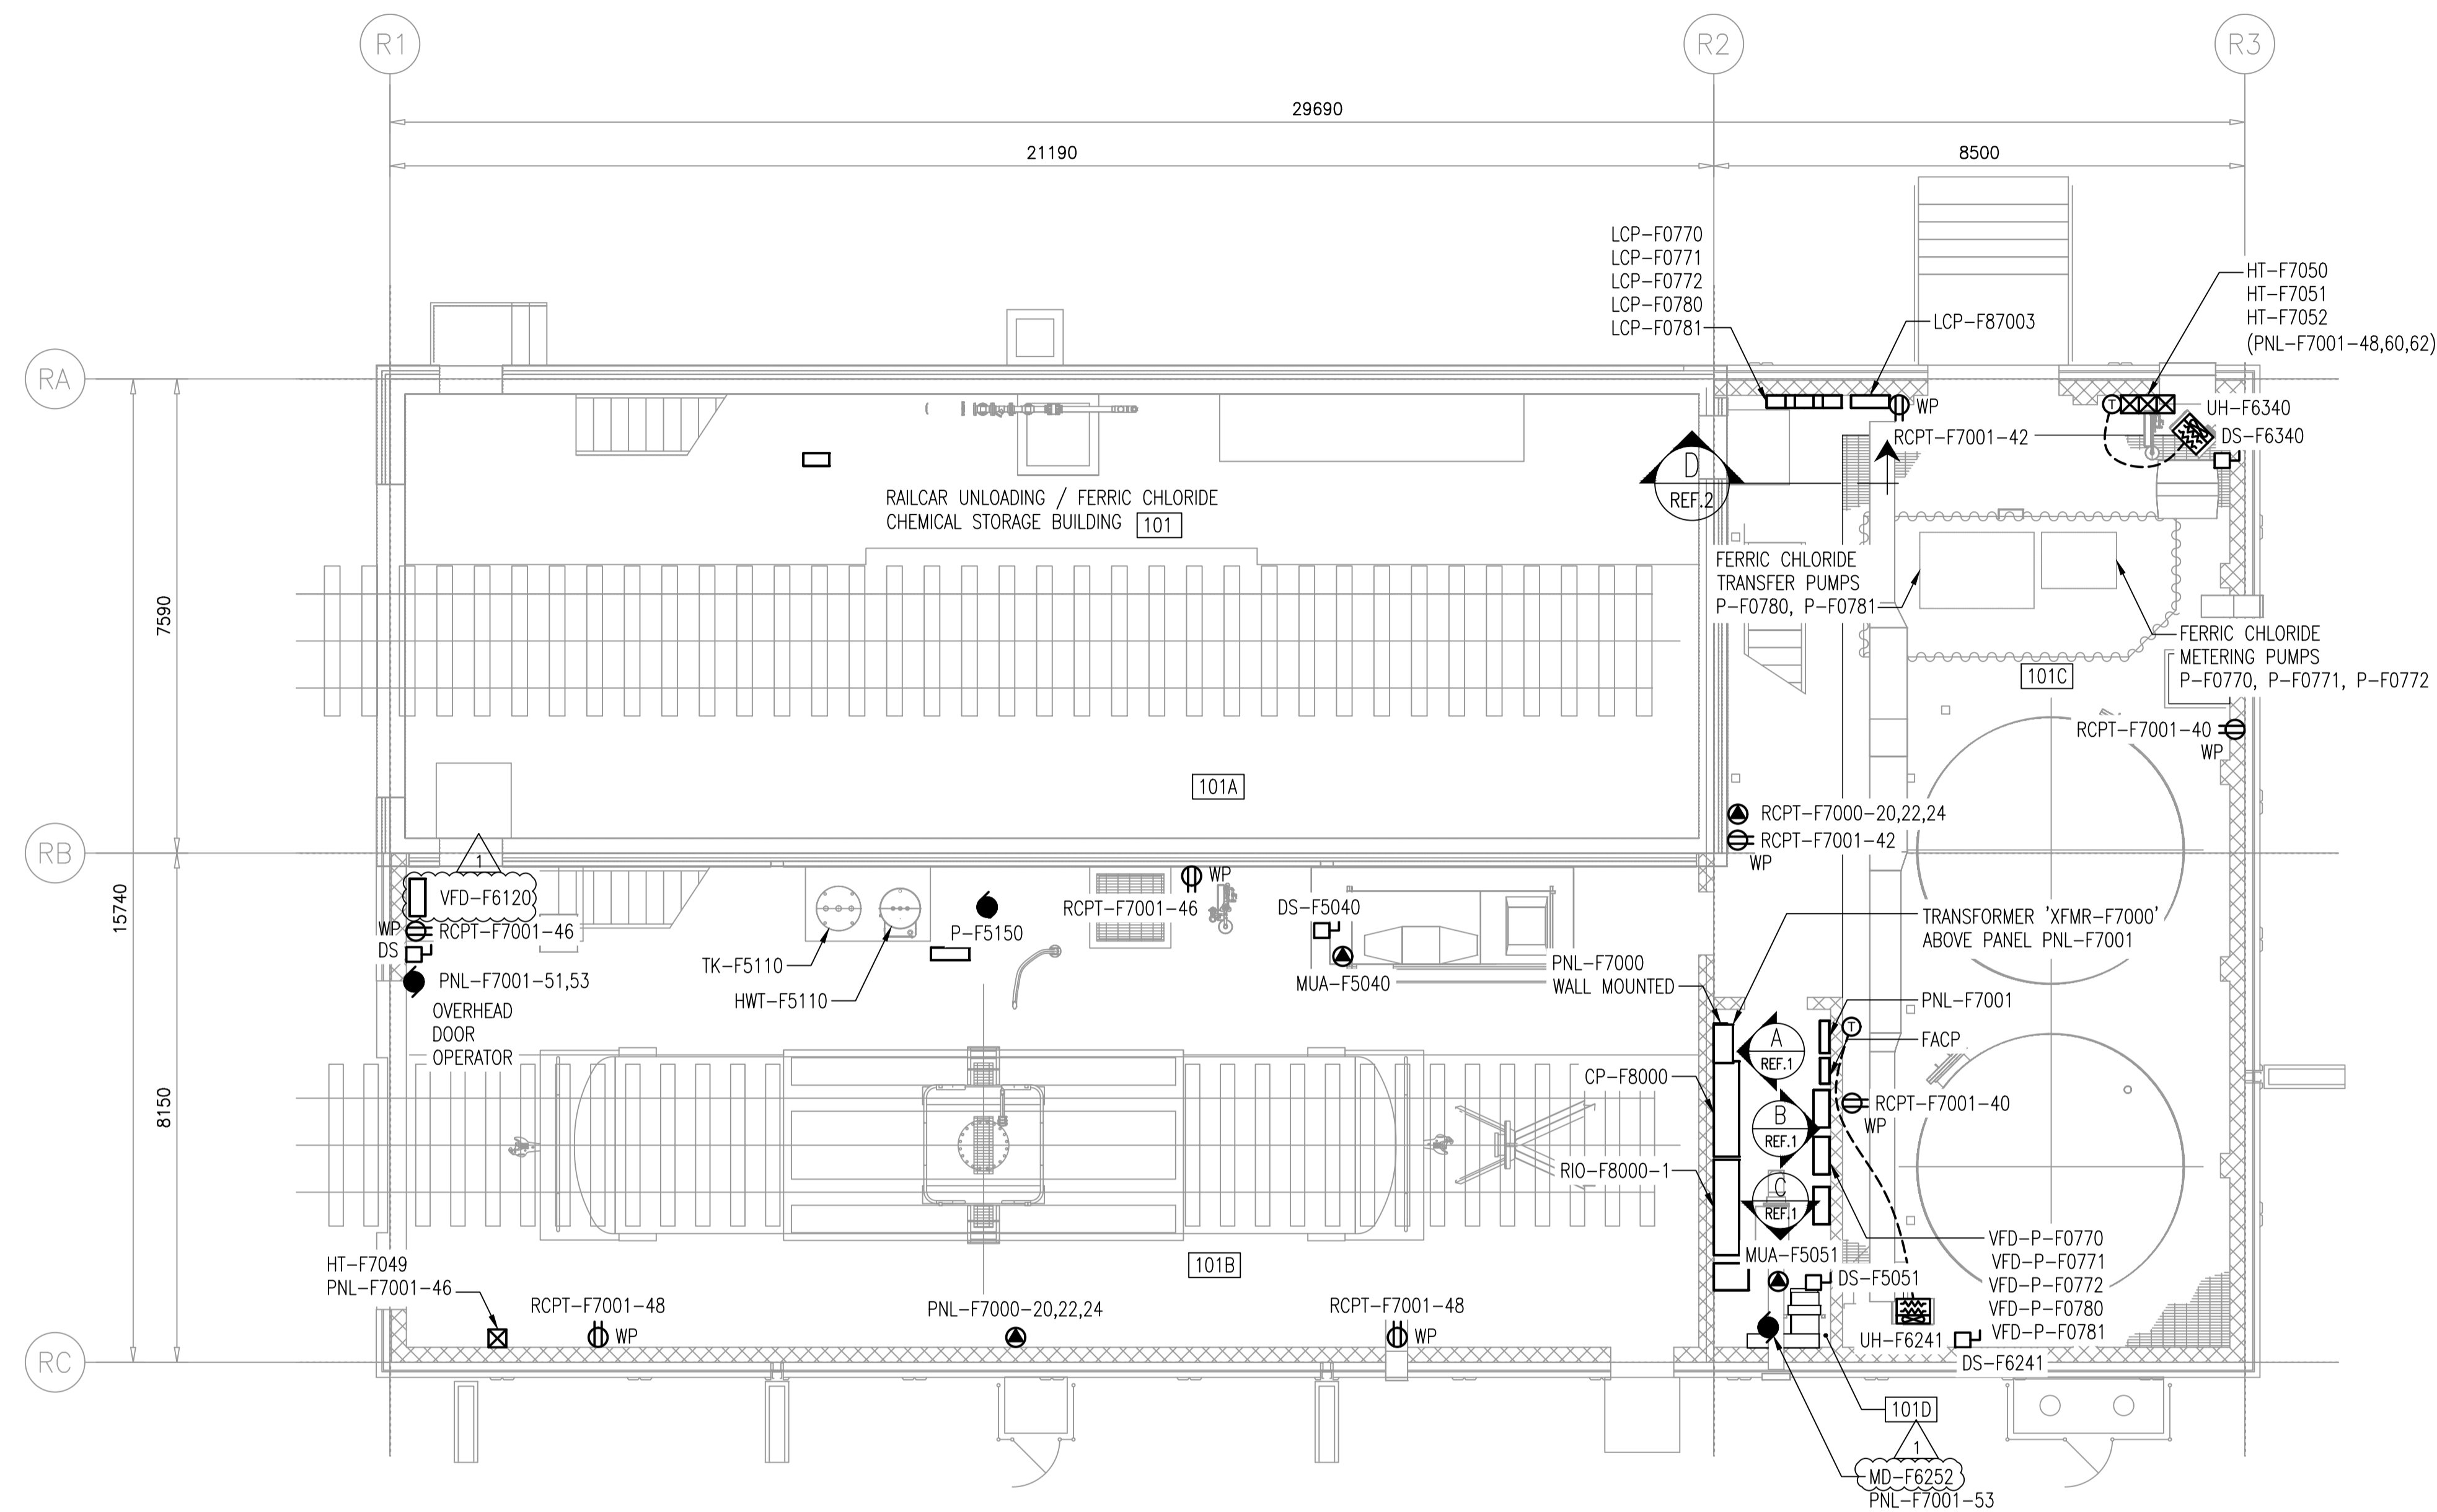 R1
R2
R3
29690
21190
8500
LCP-F0770
LCP-F0771
LCP-F0772
LCP-F0780
LCP-F0781
LCP-F87003
HT-F7050
HT-F7051
HT-F7052
(PNL-F7001-48,60,62)
RA
WP
T
UH-F6340
RCPT-F7001-42
DS-F6340
D
REF.2
RAILCAR UNLOADING / FERRIC CHLORIDE
CHEMICAL STORAGE BUILDING 101
FERRIC CHLORIDE
TRANSFER PUMPS
P-F0780, P-F0781
7590
FERRIC CHLORIDE
METERING PUMPS
P-F0770, P-F0771, P-F0772
101C
RCPT-F7001-40
WP
101A
RCPT-F7000-20,22,24
RCPT-F7001-42
WP
RB
1
VFD-F6120
WP
RCPT-F7001-46
DS
PNL-F7001-51,53
OVERHEAD
DOOR
OPERATOR
15740
TK-F5110
HWT-F5110
P-F5150
WP
RCPT-F7001-46
DS-F5040
MUA-F5040
PNL-F7000
WALL MOUNTED
TRANSFORMER 'XFMR-F7000'
ABOVE PANEL PNL-F7001
PNL-F7001
T
FACP
A
REF.1
CP-F8000
B
REF.1
RCPT-F7001-40
WP
8150
RIO-F8000-1
C
REF.1
MUA-F5051
DS-F5051
VFD-P-F0770
VFD-P-F0771
VFD-P-F0772
VFD-P-F0780
VFD-P-F0781
HT-F7049
PNL-F7001-46
101B
RCPT-F7001-48
WP
PNL-F7000-20,22,24
RCPT-F7001-48
WP
UH-F6241
DS-F6241
RC
101D
1
MD-F6252
PNL-F7001-53